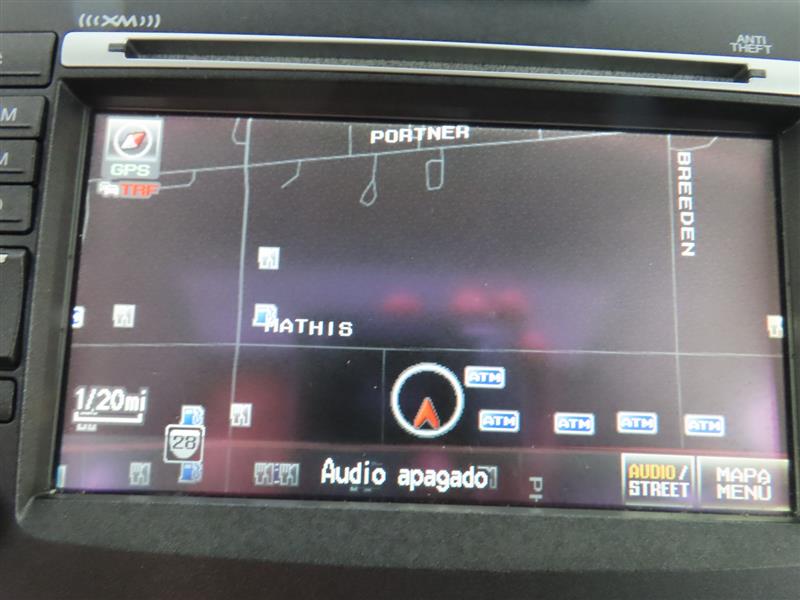 XM
ANTI
THEFT
PORTNER
GPS
TRF
BREEDEN
MATHIS
ATM
1/20mi
ATM
ATM
ATM
ATM
28
Audio apagado
AUDIO/
STREET
MAPA
MENÚ